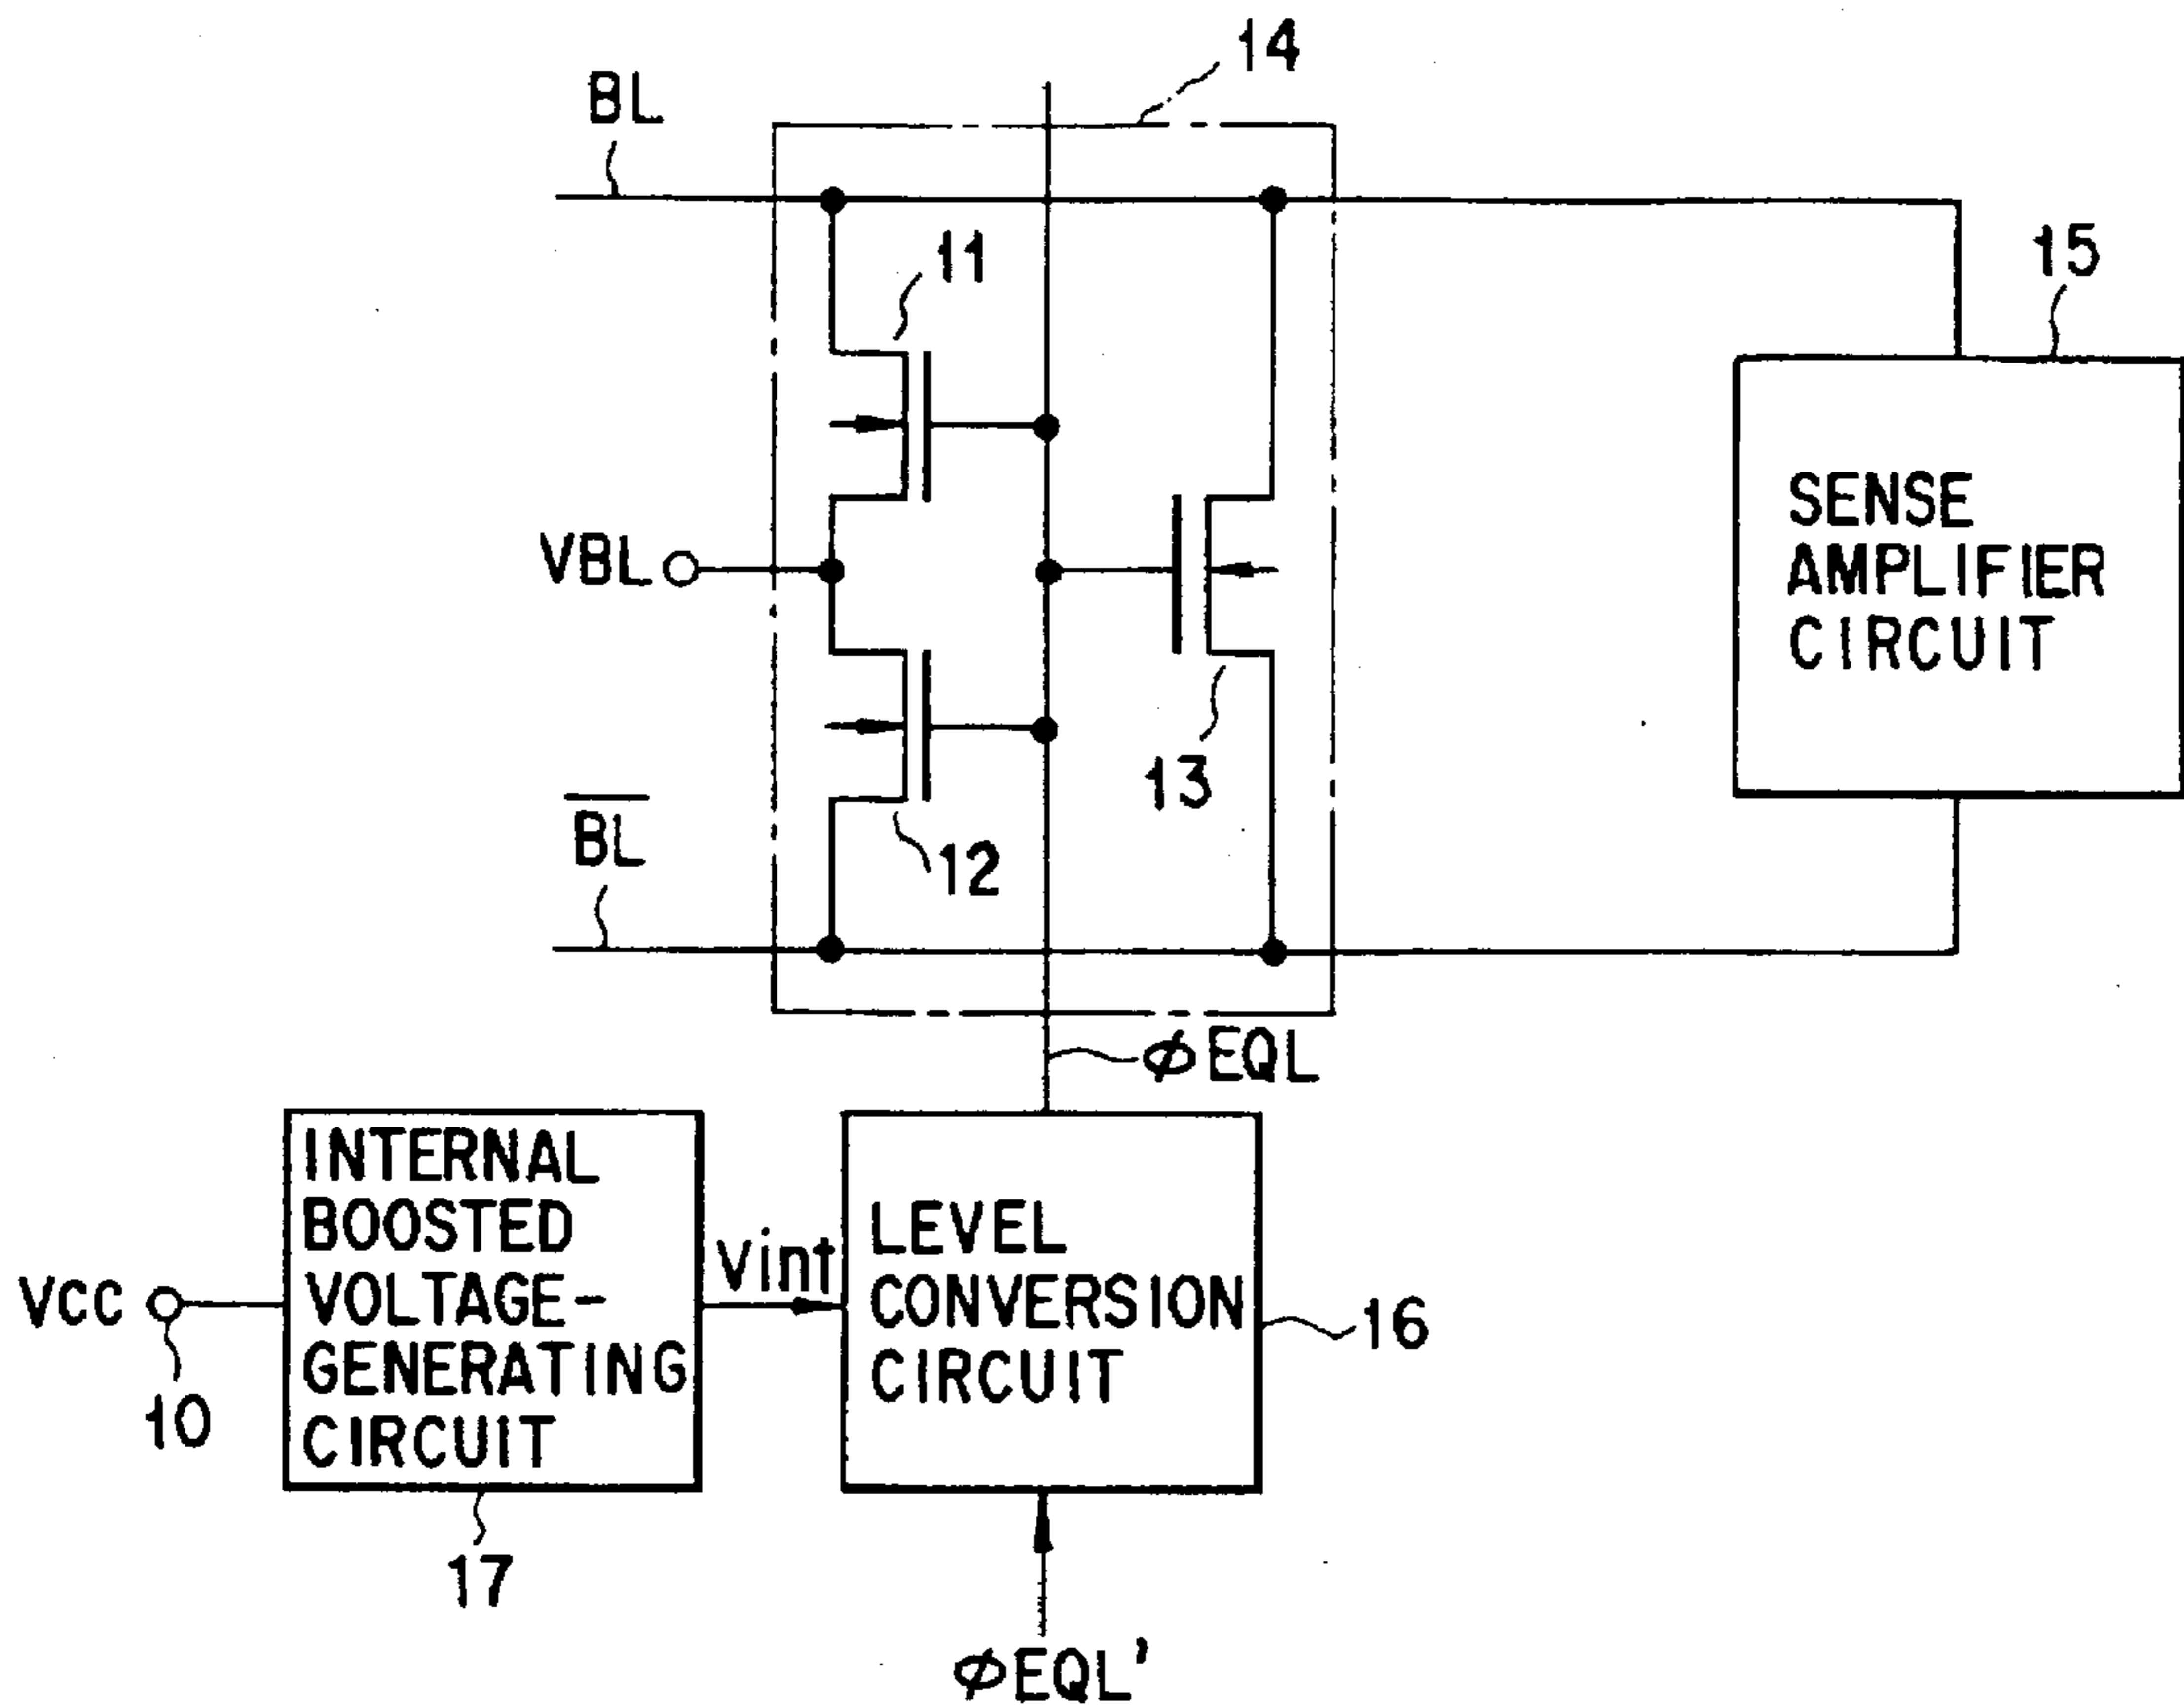 14
BL
11
15
SENSE
AMPLIFIER
CIRCUIT
VBL
13
B̅L̅
12
φEQL
INTERNAL
BOOSTED
VOLTAGE-
GENERATING
CIRCUIT
Vint
LEVEL
CONVERSION
CIRCUIT
VCC
16
10
17
φEQL'